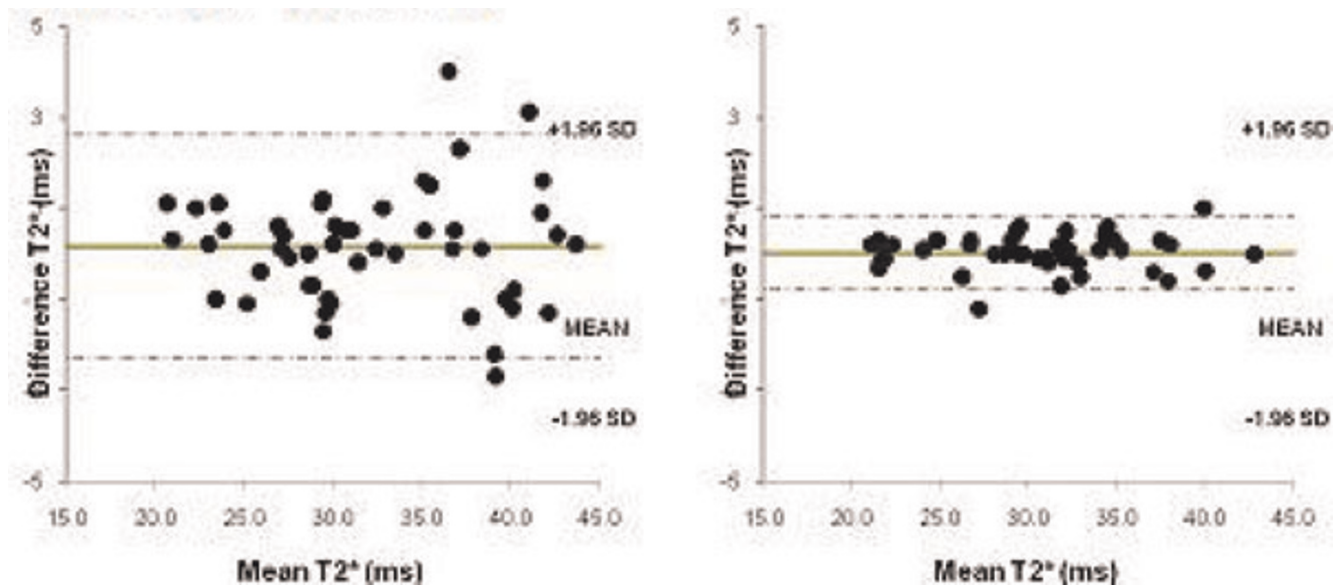 5
3
-5
Difference T2* (ms)
+1.96 SD
MEAN
-1.96 SD
15.0 20.0 25.0 30.0 35.0 40.0 45.0
Mean T2* (ms)
5
3
-5
Difference T2* (ms)
+1.96 SD
MEAN
-1.96 SD
15.0 20.0 25.0 30.0 35.0 40.0 45.0
Mean T2* (ms)